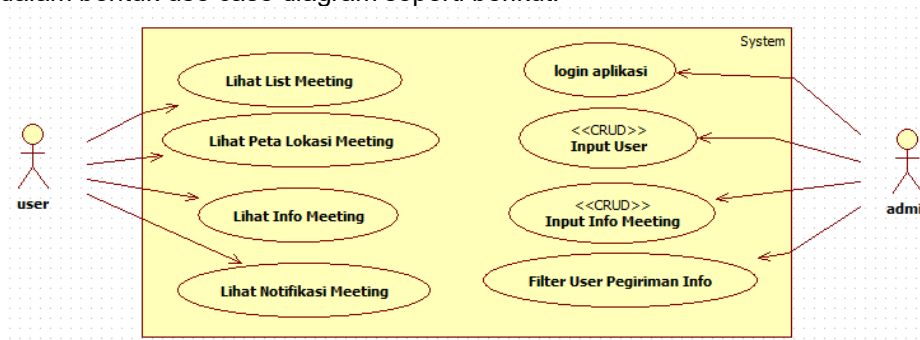 dalam bentuk use case diagram seperti berikut:
System
Lihat List Meeting
login aplikasi
Lihat Peta Lokasi Meeting
<<CRUD>>
Input User
user
Lihat Info Meeting
<<CRUD>>
Input Info Meeting
admi
Lihat Notifikasi Meeting
Filter User Pegiriman Info